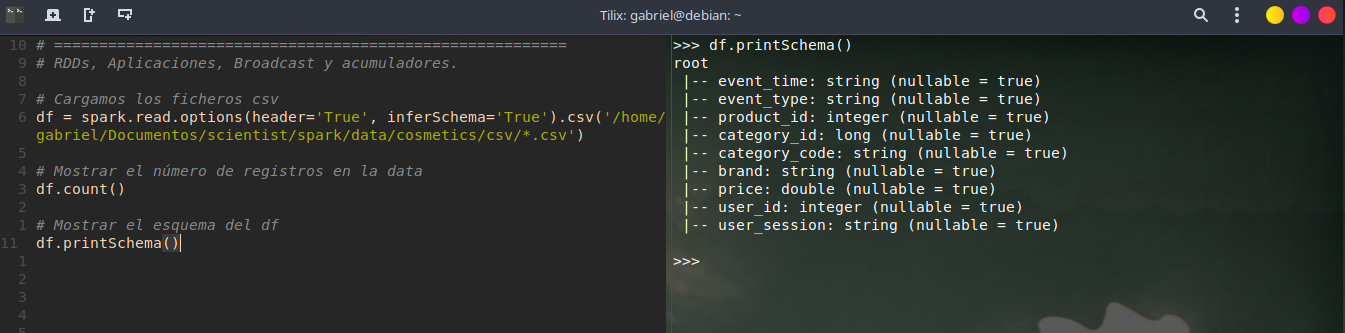 Tilix: gabriel@debian: ~
10 # =========================================================
9 # RDDs, Aplicaciones, Broadcast y acumuladores.
8
7 # Cargamos los ficheros csv
6 df = spark.read.options(header='True', inferSchema='True').csv('/home/
gabriel/Documentos/scientist/spark/data/cosmetics/csv/*.csv')
5
4 # Mostrar el número de registros en la data
3 df.count()
2
1 # Mostrar el esquema del df
11 df.printSchema()
1
2
3
4
5
>>> df.printSchema()
root
 |-- event_time: string (nullable = true)
 |-- event_type: string (nullable = true)
 |-- product_id: integer (nullable = true)
 |-- category_id: long (nullable = true)
 |-- category_code: string (nullable = true)
 |-- brand: string (nullable = true)
 |-- price: double (nullable = true)
 |-- user_id: integer (nullable = true)
 |-- user_session: string (nullable = true)
>>>